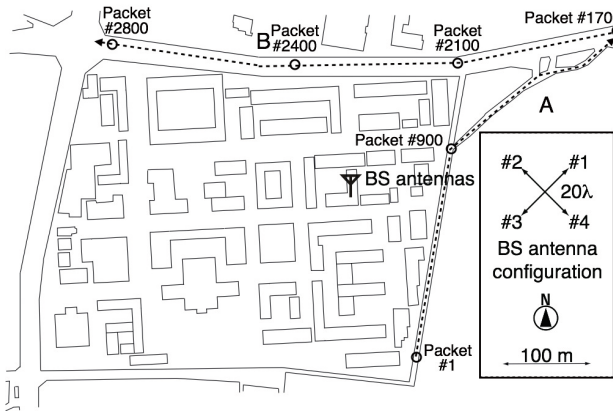 Packet
#2800
B
Packet
#2400
Packet
#2100
Packet #170
A
Packet #900
BS antennas
#2
#1
20λ
#3
#4
BS antenna
configuration
N
100 m
Packet
#1